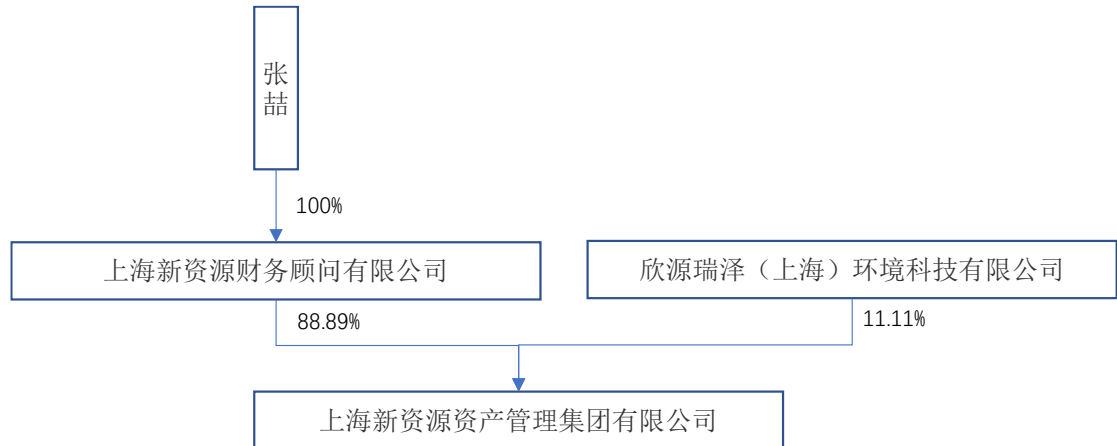 张
喆
100%
上海新资源财务顾问有限公司
欣源瑞泽（上海）环境科技有限公司
88.89%
11.11%
上海新资源资产管理集团有限公司